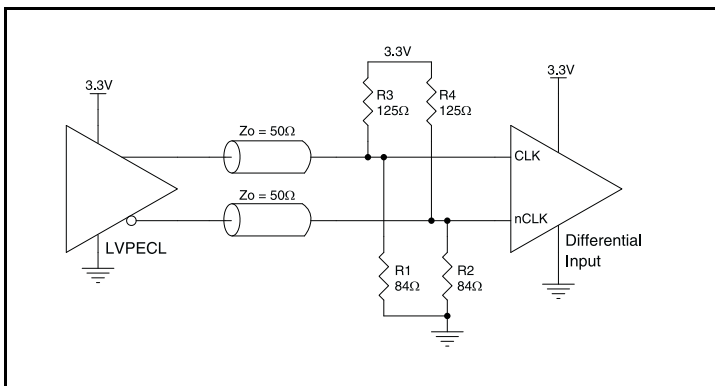 3.3V
3.3V
3.3V
R3
125Ω
R4
125Ω
Zo = 50Ω
CLK
Zo = 50Ω
nCLK
LVPECL
Differential
Input
R1
84Ω
R2
84Ω